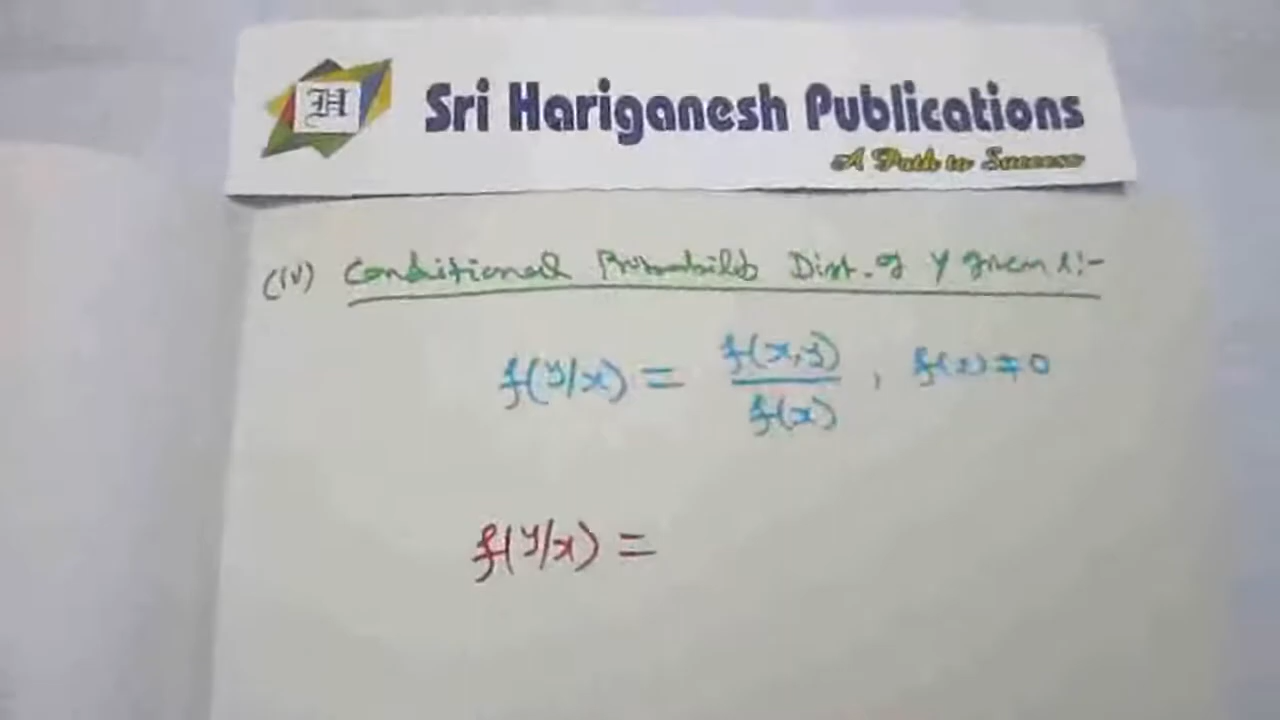 H
Sri Hariganesh Publications
A Path to Success
(iv) Conditional Probability Dist. of Y given x:-
f(y/x) = f(x,y) / f(x) , f(x) ≠ 0
f(y/x) =